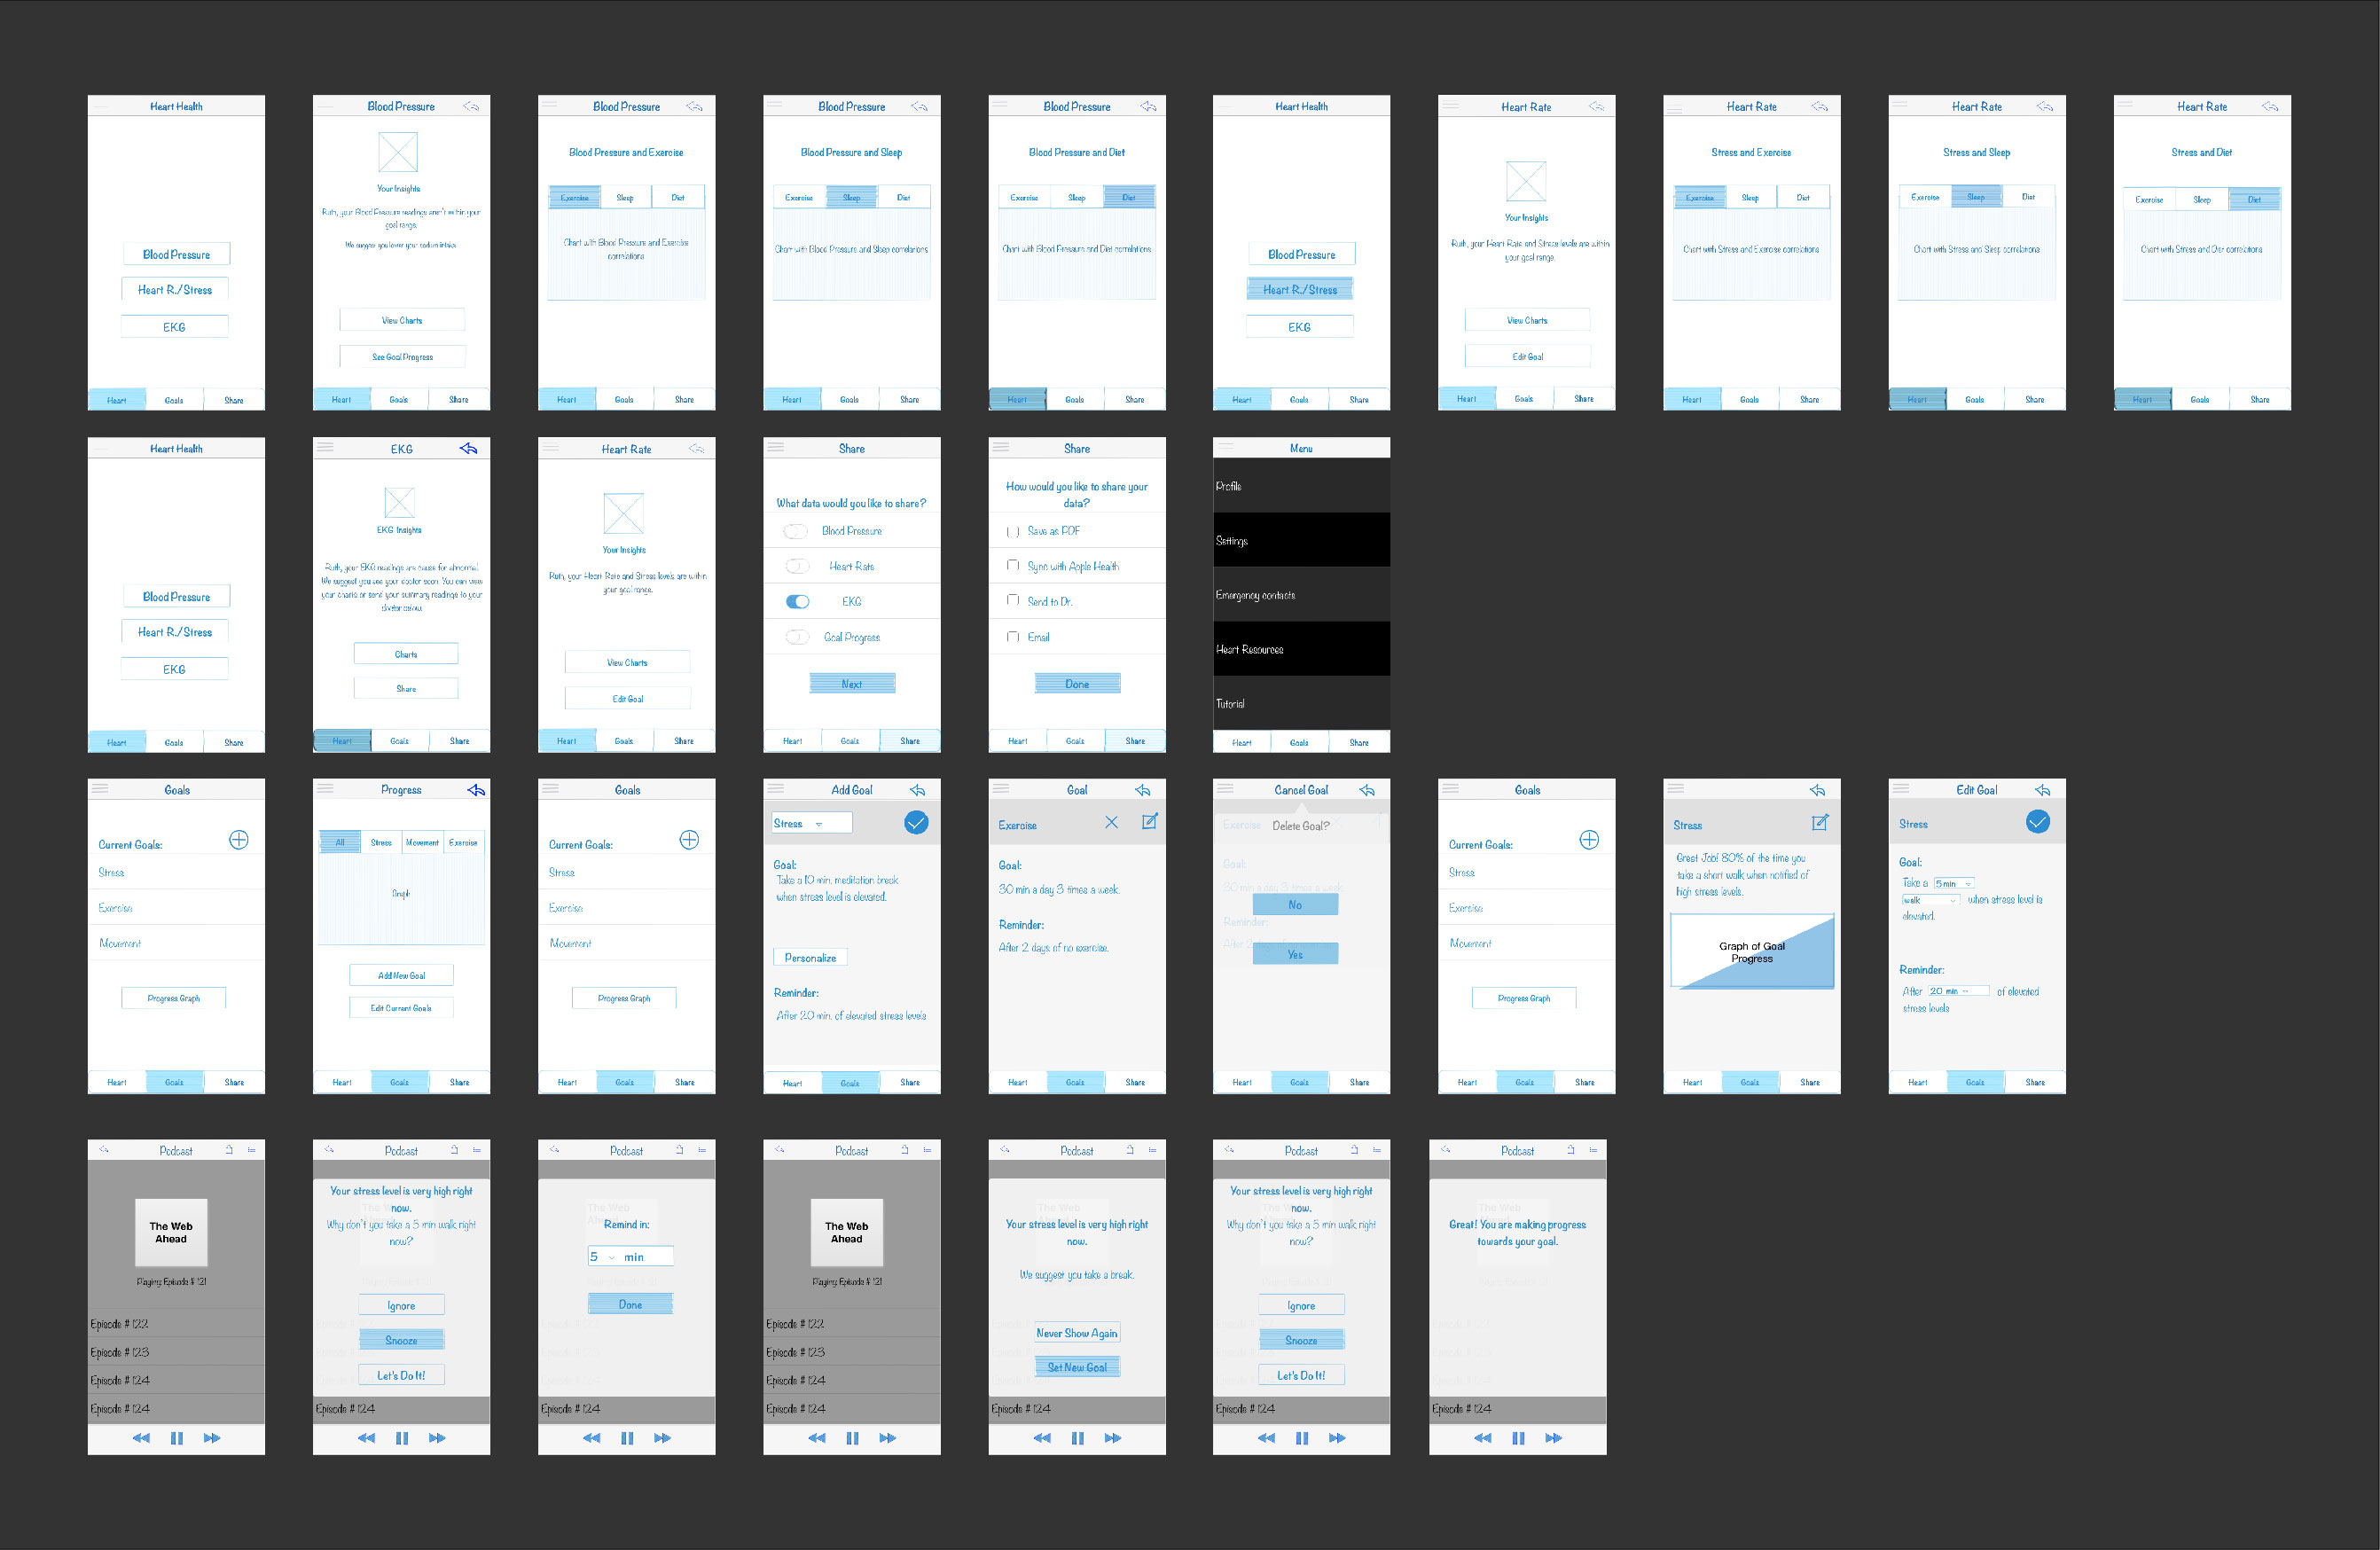 Heart Health
Blood Pressure
Heart R./Stress
EKG
Heart
Goals
Share
Blood Pressure
Your Insights
Ruth, your Blood Pressure readings aren't within your
goal range.
We suggest you lower your sodium intake.
View Charts
See Goal Progress
Heart
Goals
Share
Blood Pressure
Blood Pressure and Exercise
Exercise
Sleep
Diet
Chart with Blood Pressure and Exercise
correlations
Heart
Goals
Share
Blood Pressure
Blood Pressure and Sleep
Exercise
Sleep
Diet
Chart with Blood Pressure and Sleep correlations
Heart
Goals
Share
Blood Pressure
Blood Pressure and Diet
Exercise
Sleep
Diet
Chart with Blood Pressure and Diet correlations
Heart
Goals
Share
Heart Health
Blood Pressure
Heart R./Stress
EKG
Heart
Goals
Share
Heart Rate
Your Insights
Ruth, your Heart Rate and Stress levels are within
your goal range.
View Charts
Edit Goal
Heart
Goals
Share
Heart Rate
Stress and Exercise
Exercise
Sleep
Diet
Chart with Stress and Exercise correlations
Heart
Goals
Share
Heart Rate
Stress and Sleep
Exercise
Sleep
Diet
Chart with Stress and Sleep correlations
Heart
Goals
Share
Heart Rate
Stress and Diet
Exercise
Sleep
Diet
Chart with Stress and Diet correlations
Heart
Goals
Share
Heart Health
Blood Pressure
Heart R./Stress
EKG
Heart
Goals
Share
EKG
EKG Insights
Ruth, your EKG readings are cause for abnormal.
We suggest you see your doctor soon. You can view
your charts or send your summary readings to your
doctor below.
Charts
Share
Heart
Goals
Share
Heart Rate
Your Insights
Ruth, your Heart Rate and Stress levels are within
your goal range.
View Charts
Edit Goal
Heart
Goals
Share
Share
What data would you like to share?
Blood Pressure
Heart Rate
EKG
Goal Progress
Next
Heart
Goals
Share
Share
How would you like to share your
data?
Save as PDF
Sync with Apple Health
Send to Dr.
Email
Done
Heart
Goals
Share
Menu
Profile
Settings
Emergency contacts
Heart Resources
Tutorial
Heart
Goals
Share
Goals
Current Goals:
Stress
Exercise
Movement
Progress Graph
Heart
Goals
Share
Progress
All
Stress
Movement
Exercise
Graph
Add New Goal
Edit Current Goals
Heart
Goals
Share
Goals
Current Goals:
Stress
Exercise
Movement
Progress Graph
Heart
Goals
Share
Add Goal
Stress
Goal:
Take a 10 min. meditation break
when stress level is elevated.
Personalize
Reminder:
After 20 min. of elevated stress levels
Heart
Goals
Share
Goal
Exercise
Goal:
30 min a day 3 times a week.
Reminder:
After 2 days of no exercise.
Heart
Goals
Share
Cancel Goal
Exercise
Delete Goal?
Goal:
30 min a day 3 times a week.
No
Reminder:
Yes
Heart
Goals
Share
Goals
Current Goals:
Stress
Exercise
Movement
Progress Graph
Heart
Goals
Share
Stress
Great Job! 80% of the time you
take a short walk when notified of
high stress levels.
Graph of Goal
Progress
Heart
Goals
Share
Edit Goal
Stress
Goal:
Take a 5 min
walk when stress level is
elevated.
Reminder:
After 20 min of elevated
stress levels
Heart
Goals
Share
Podcast
The Web
Ahead
Playing Episode # 121
Episode # 122
Episode # 123
Episode # 124
Episode # 124
Podcast
Your stress level is very high right
now.
Why don't you take a 5 min walk right
now?
Ignore
Snooze
Let's Do It!
Episode # 124
Podcast
The Web
Remind in:
5 min.
Done
Episode # 124
Podcast
The Web
Ahead
Playing Episode # 121
Episode # 122
Episode # 123
Episode # 124
Episode # 124
Podcast
Your stress level is very high right
now.
We suggest you take a break.
Never Show Again
Set New Goal
Episode # 124
Podcast
Your stress level is very high right
now.
Why don't you take a 5 min walk right
now?
Ignore
Snooze
Let's Do It!
Episode # 124
Podcast
Great! You are making progress
towards your goal.
Episode # 124